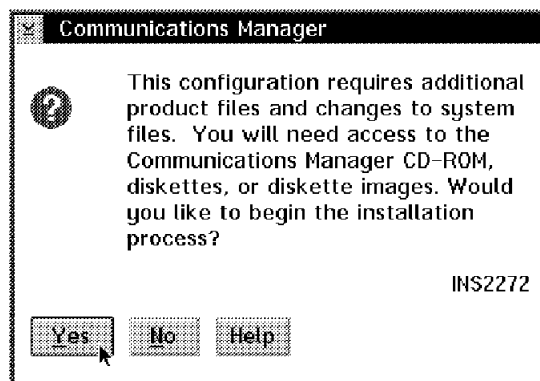 Communications Manager
This configuration requires additional
product files and changes to system
files. You will need access to the
Communications Manager CD-ROM,
diskettes, or diskette images. Would
you like to begin the installation
process?
INS2272
Yes No Help